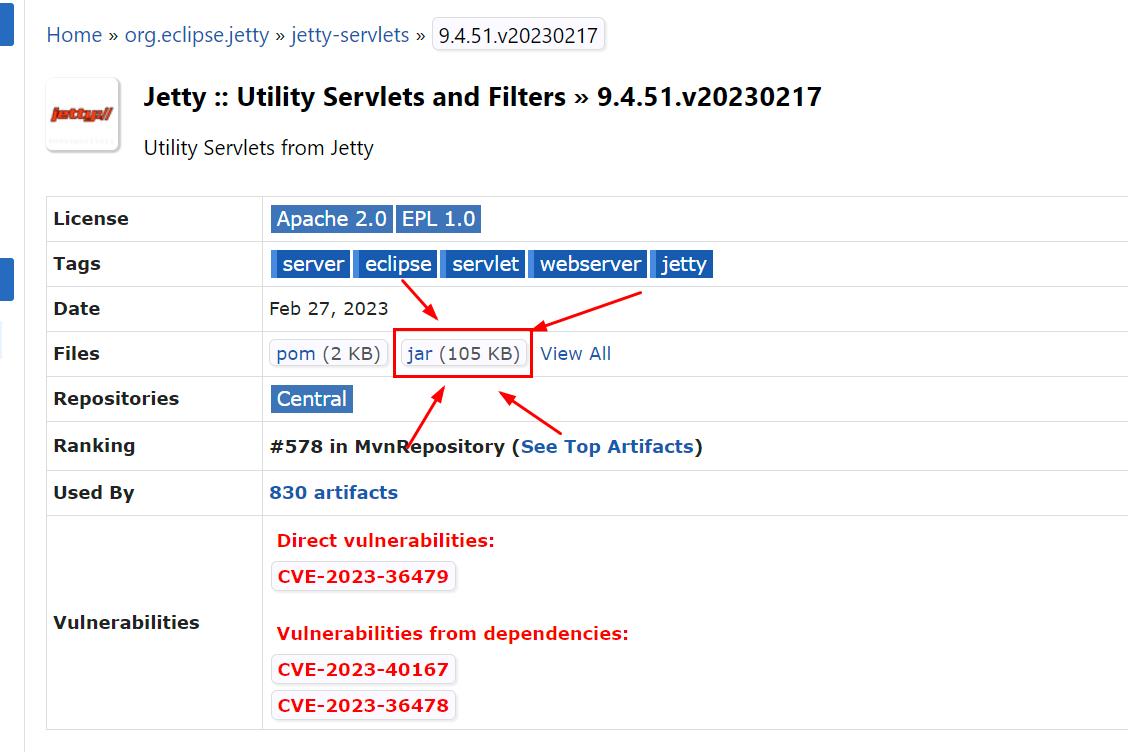 Home » org.eclipse.jetty » jetty-servlets » 9.4.51.v20230217
jetty://
Jetty :: Utility Servlets and Filters » 9.4.51.v20230217
Utility Servlets from Jetty
License Apache 2.0 EPL 1.0
Tags server eclipse servlet webserver jetty
Date Feb 27, 2023
Files pom (2 KB) jar (105 KB) View All
Repositories Central
Ranking #578 in MvnRepository (See Top Artifacts)
Used By 830 artifacts
Vulnerabilities
Direct vulnerabilities:
CVE-2023-36479
Vulnerabilities from dependencies:
CVE-2023-40167
CVE-2023-36478